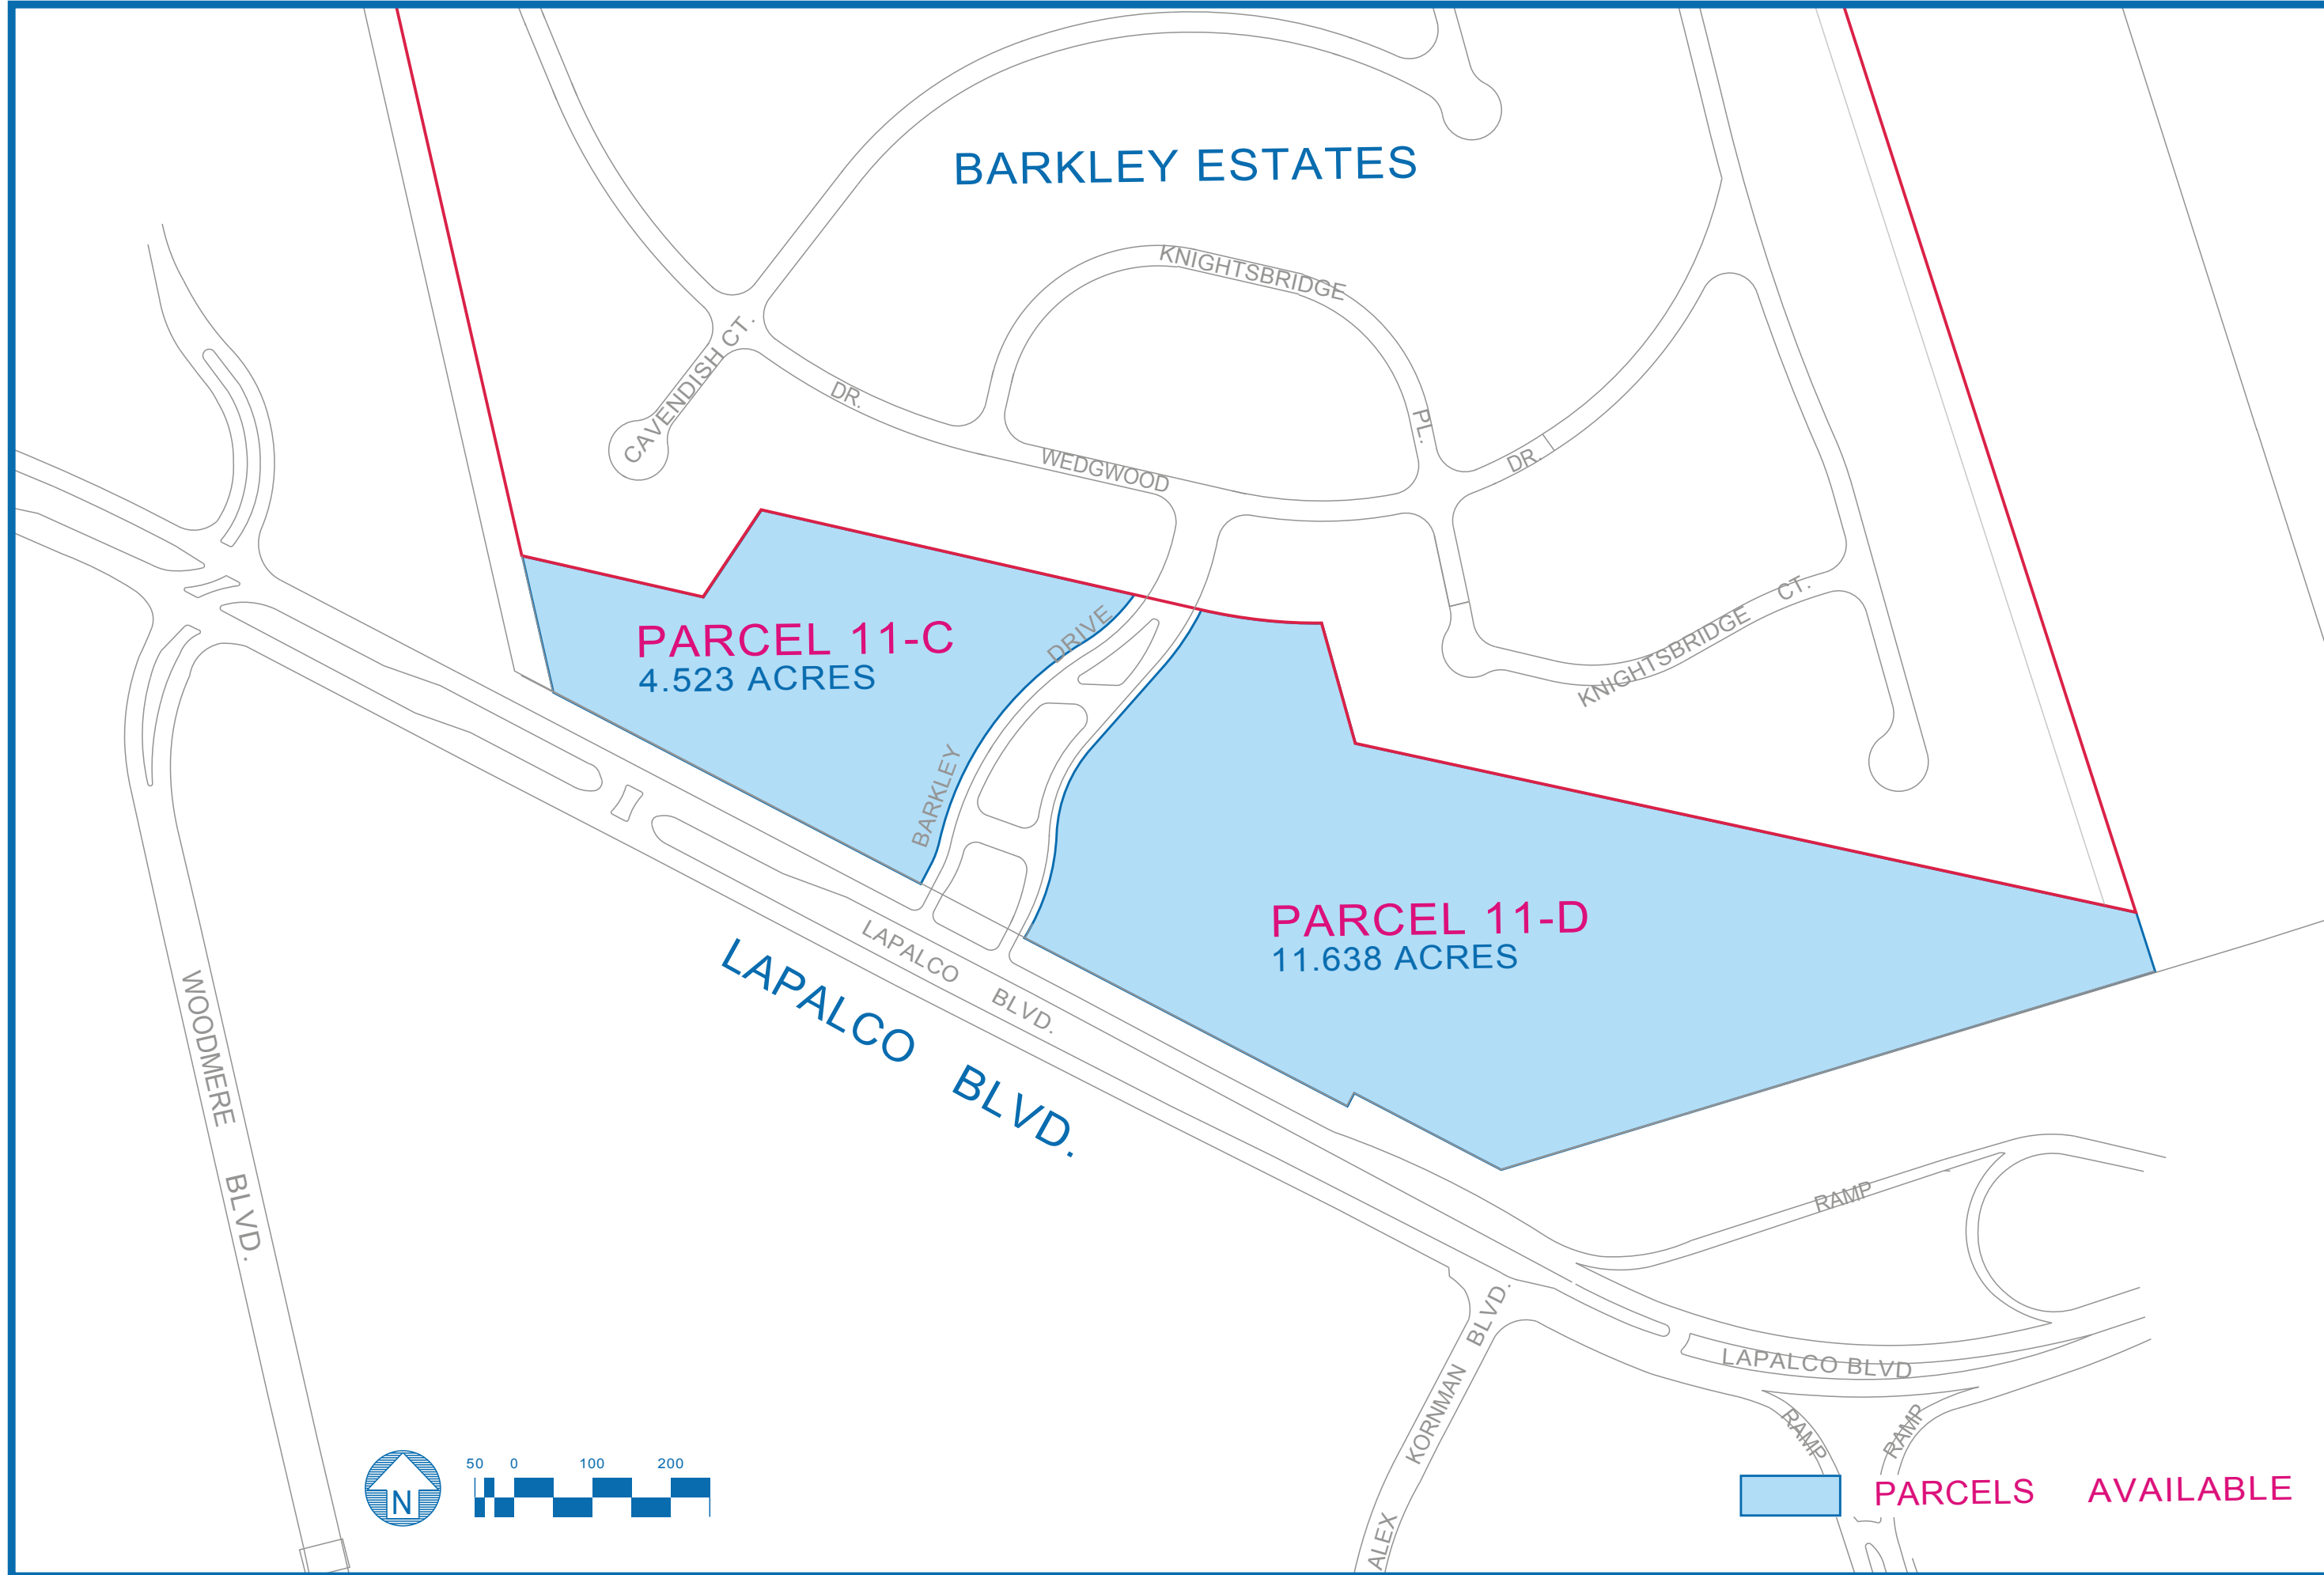 BARKLEY ESTATES
KNIGHTSBRIDGE
PL.
CAVENDISH CT.
DR.
WEDGWOOD
DR.
KNIGHTSBRIDGE CT.
PARCEL 11-C
4.523 ACRES
DRIVE
BARKLEY
PARCEL 11-D
11.638 ACRES
LAPALCO BLVD.
LAPALCO BLVD.
WOODMERE BLVD.
RAMP
ALEX KORNMAN BLVD.
LAPALCO BLVD
RAMP
RAMP
N
50 0 100 200
PARCELS AVAILABLE